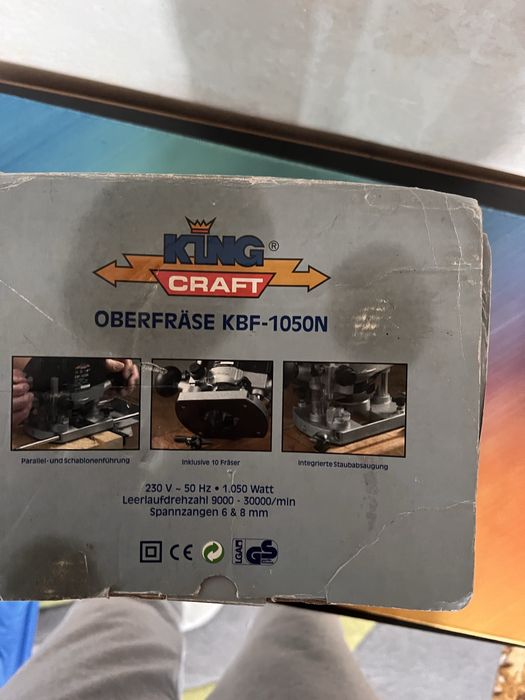 KING ®
CRAFT
OBERFRÄSE KBF-1050N
Parallel- und Schablonenführung
Inklusive 10 Fräser
Integrierte Staubabsaugung
230 V ~ 50 Hz • 1.050 Watt
Leerlaufdrehzahl 9000 - 30000/min
Spannzangen 6 & 8 mm
CE
LGA
GS